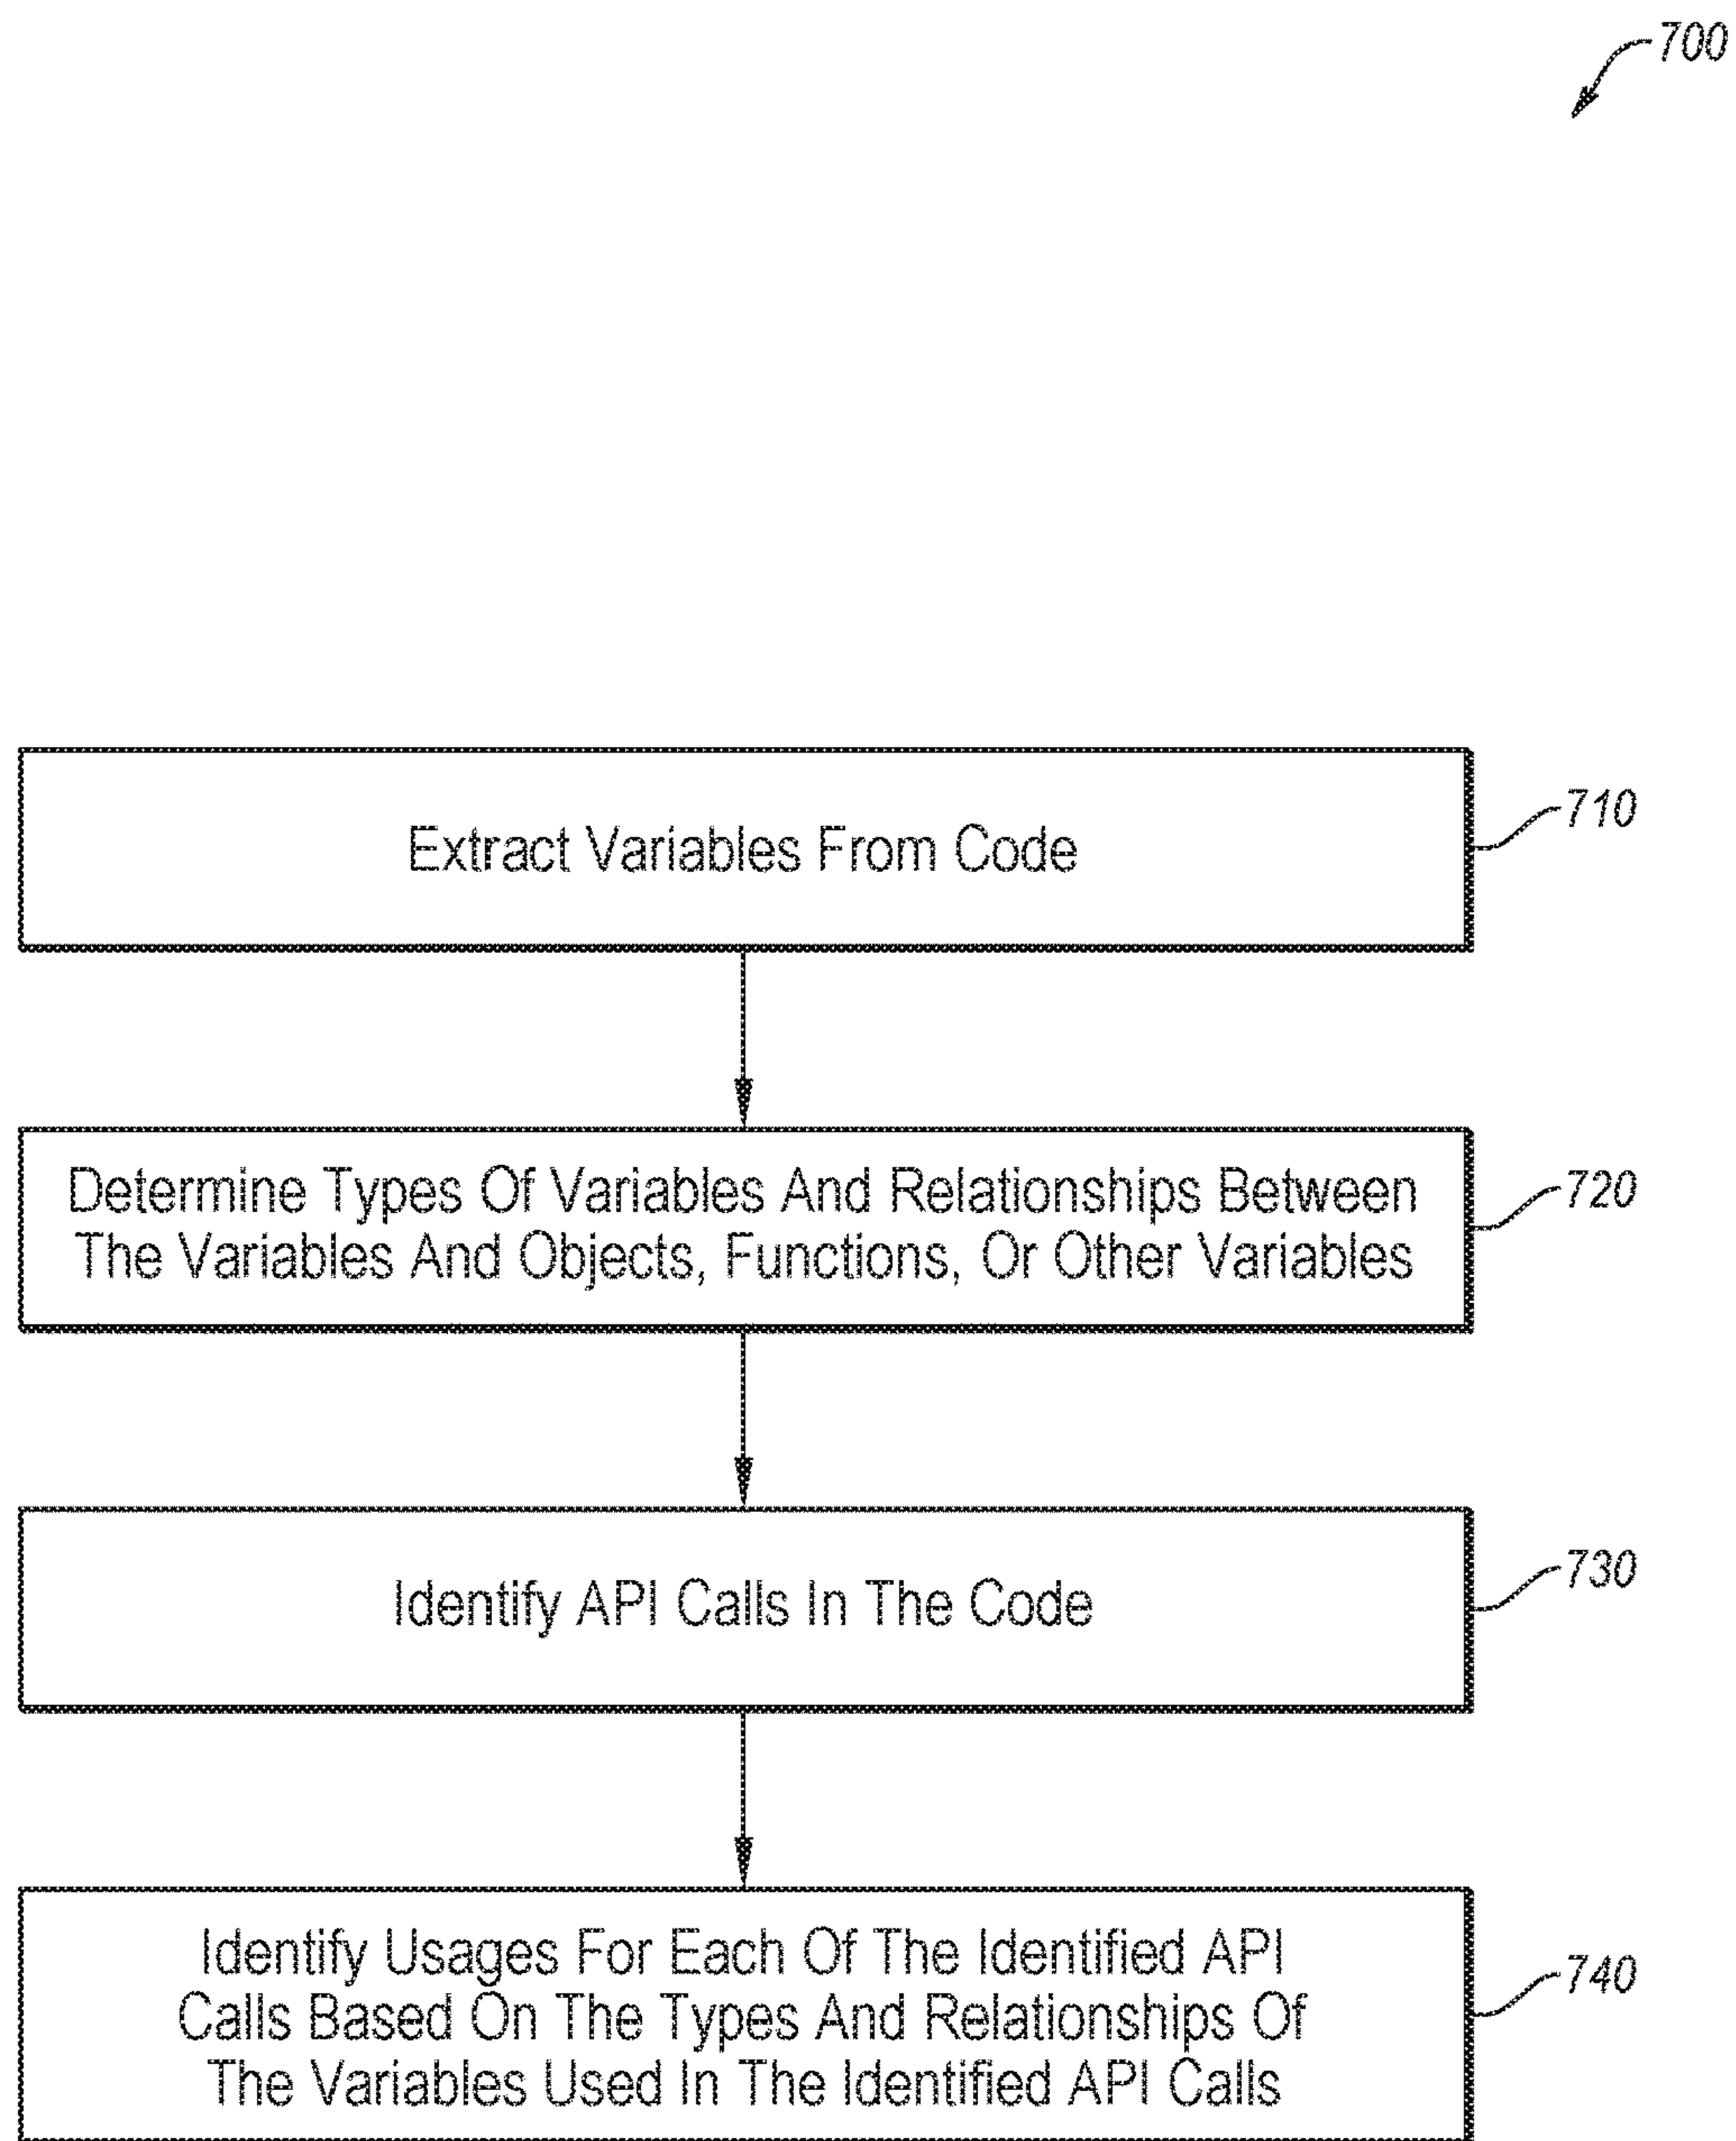 700
Extract Variables From Code
710
Determine Types Of Variables And Relationships Between
The Variables And Objects, Functions, Or Other Variables
720
Identify API Calls In The Code
730
Identify Usages For Each Of The Identified API
Calls Based On The Types And Relationships Of
The Variables Used In The Identified API Calls
740